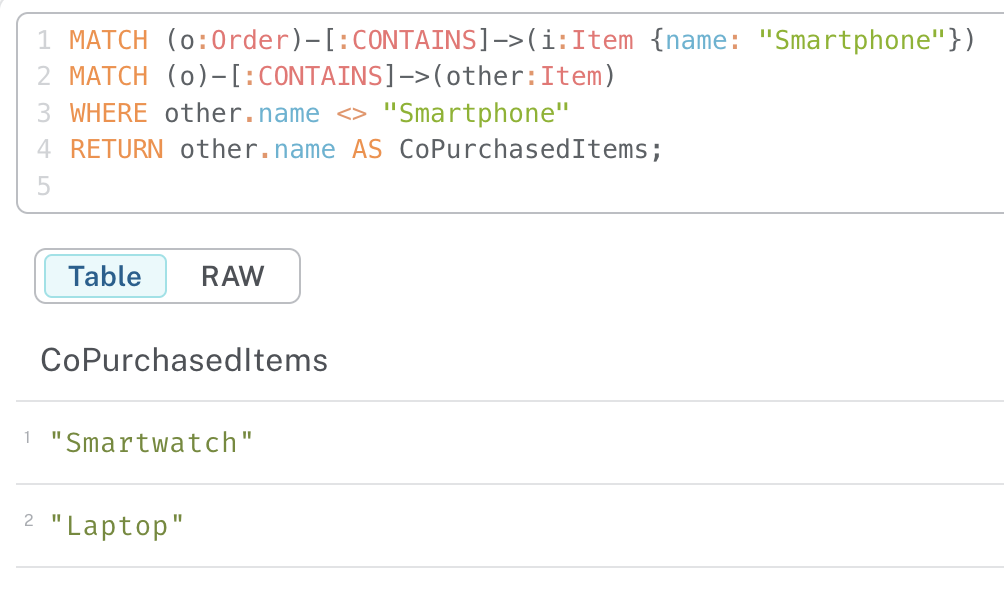 1 MATCH (o:Order)-[:CONTAINS]->(i:Item {name: "Smartphone"})
2 MATCH (o)-[:CONTAINS]->(other:Item)
3 WHERE other.name <> "Smartphone"
4 RETURN other.name AS CoPurchasedItems;
5
Table RAW
CoPurchasedItems
1 "Smartwatch"
2 "Laptop"